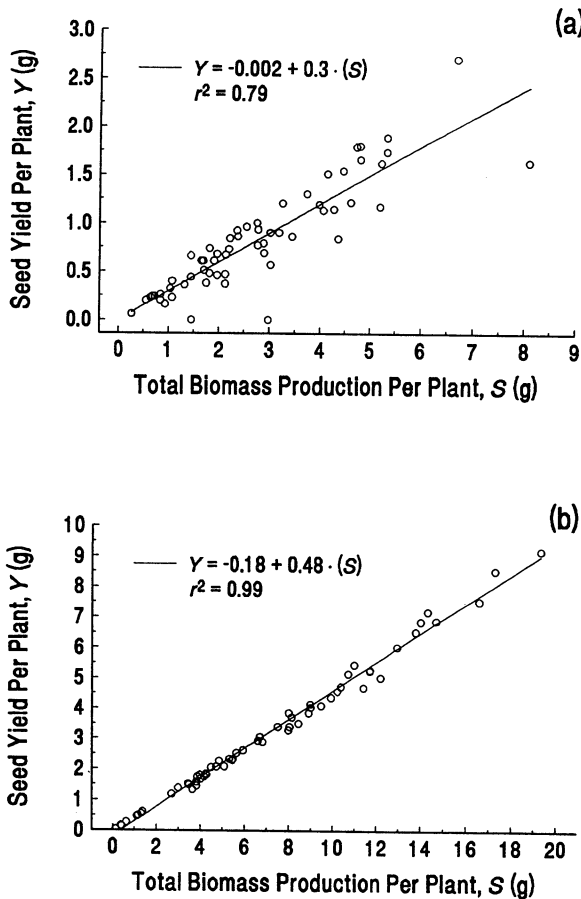 (a)
Y = -0.002 + 0.3 · (S)
r² = 0.79
3.0
2.5
2.0
1.5
1.0
0.5
0.0
Seed Yield Per Plant, Y (g)
0 1 2 3 4 5 6 7 8 9
Total Biomass Production Per Plant, S (g)
(b)
Y = -0.18 + 0.48 · (S)
r² = 0.99
10
9
8
7
6
5
4
3
2
1
0
Seed Yield Per Plant, Y (g)
0 2 4 6 8 10 12 14 16 18 20
Total Biomass Production Per Plant, S (g)